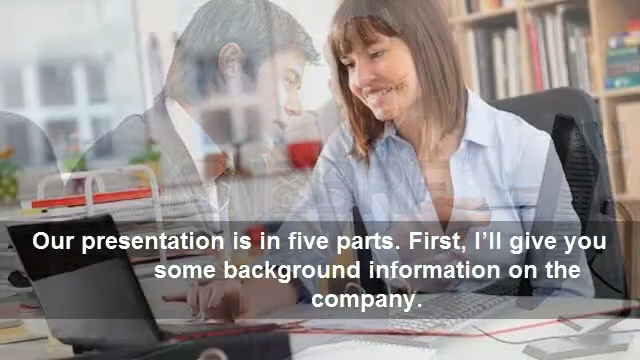 Our presentation is in five parts. First, I’ll give you
some background information on the
company.